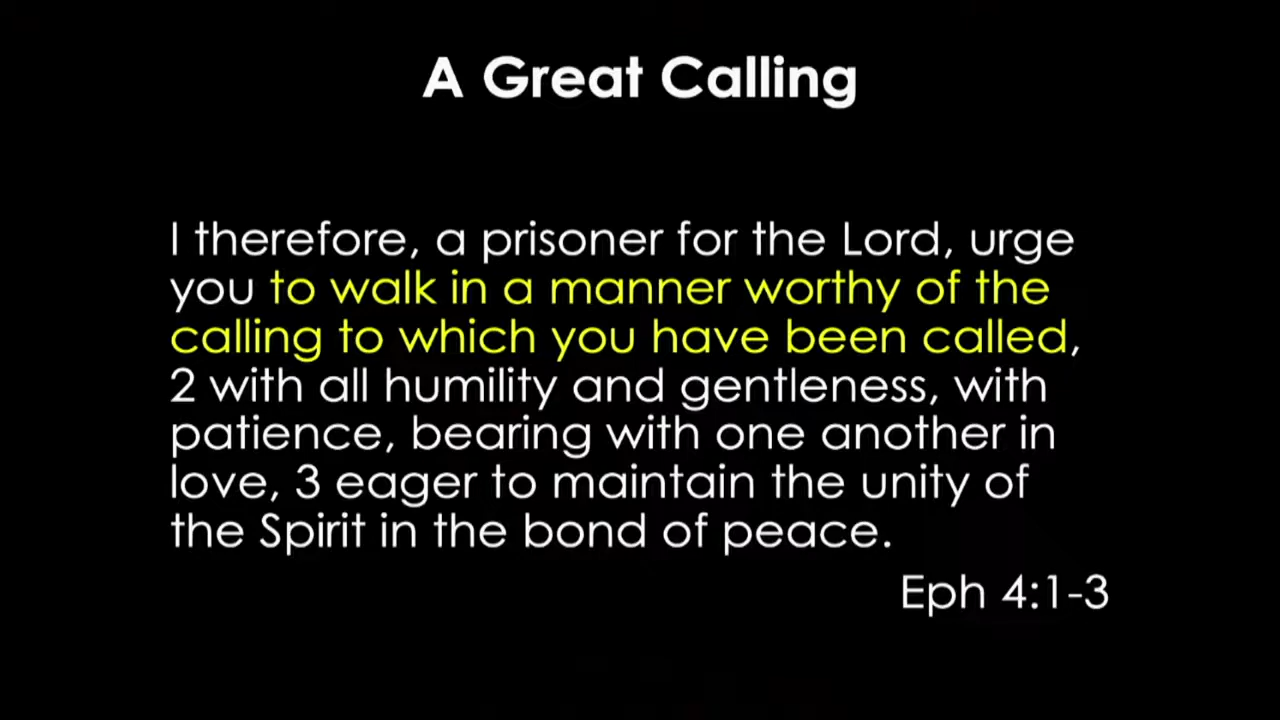 A Great Calling
I therefore, a prisoner for the Lord, urge
you to walk in a manner worthy of the
calling to which you have been called,
2 with all humility and gentleness, with
patience, bearing with one another in
love, 3 eager to maintain the unity of
the Spirit in the bond of peace.
Eph 4:1-3